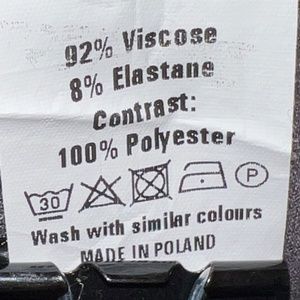 92% Viscose
8% Elastane
Contrast:
100% Polyester
30 P
Wash with similar colours
MADE IN POLAND